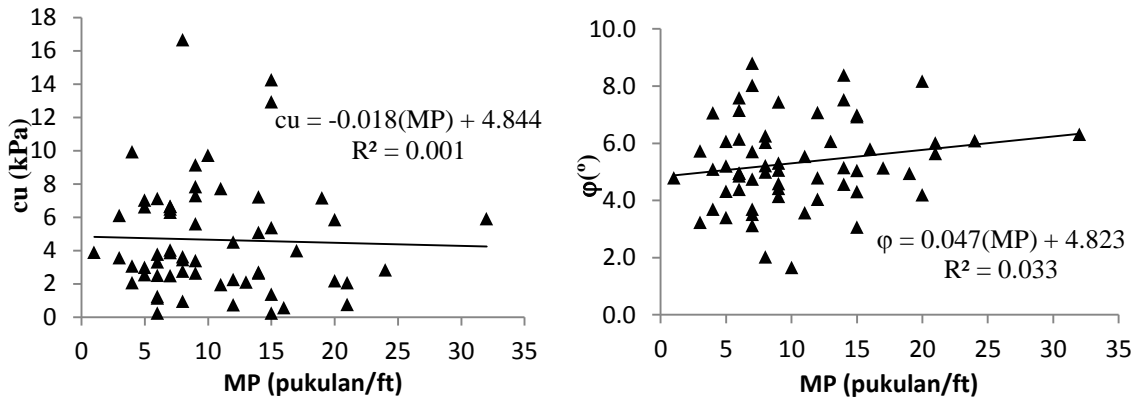 18
16
14
12
10
8
6
4
2
0
cu (kPa)
cu = -0.018(MP) + 4.844
R² = 0.001
0 5 10 15 20 25 30 35
MP (pukulan/ft)
10.0
8.0
6.0
4.0
2.0
0.0
φ(º)
φ = 0.047(MP) + 4.823
R² = 0.033
0 5 10 15 20 25 30 35
MP (pukulan/ft)